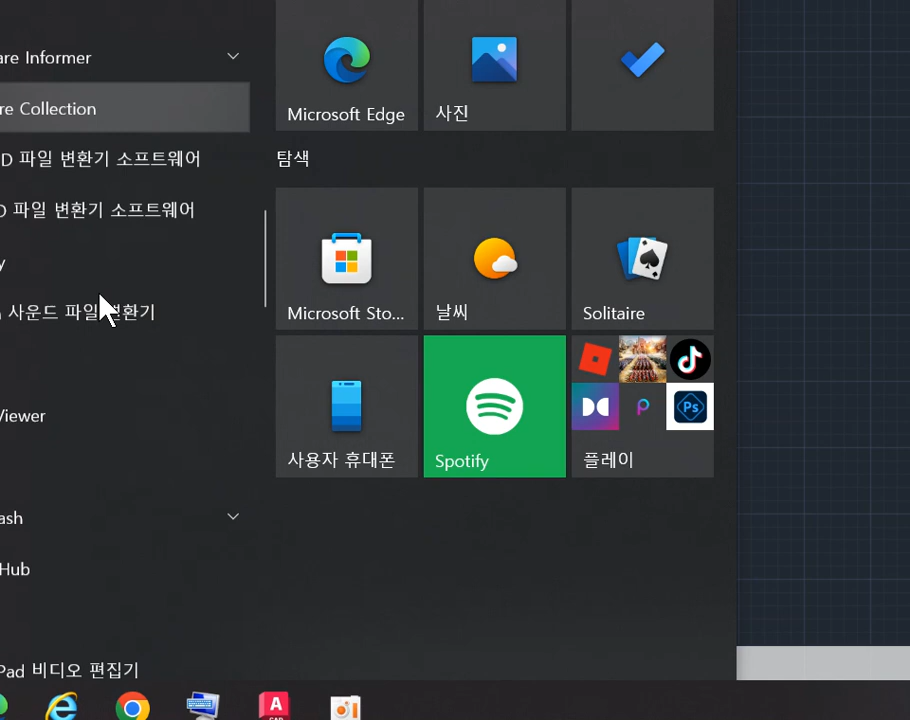 are Informer
re Collection
D 파일 변환기 소프트웨어
D 파일 변환기 소프트웨어
y
사운드 파일 변환기
Viewer
ash
Hub
Pad 비디오 편집기
Microsoft Edge
사진
탐색
Microsoft Sto...
날씨
Solitaire
사용자 휴대폰
Spotify
Ps
플레이
A
CAD